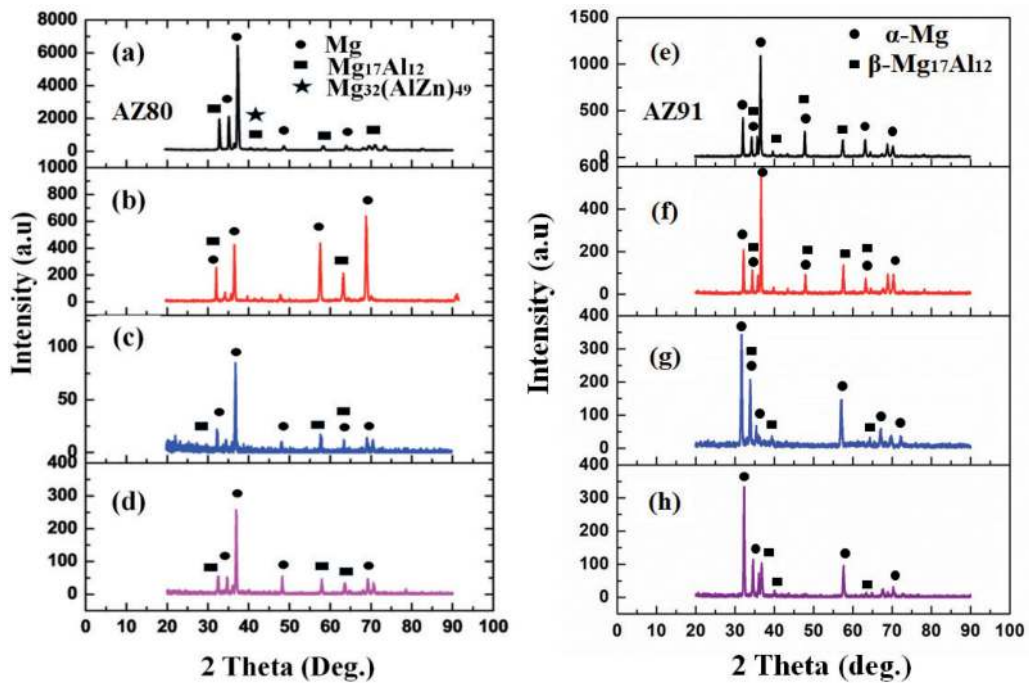 8000
6000
4000
2000
0
(a)
AZ80
Mg
Mg17Al12
Mg32(AlZn)49
1000
800
600
400
200
0
(b)
100
50
25
0
(c)
400
300
200
100
0
(d)
0 10 20 30 40 50 60 70 80 90 100
2 Theta (Deg.)
Intensity (a.u)
1500
1000
500
0
(e)
AZ91
α-Mg
β-Mg17Al12
600
400
200
0
(f)
400
300
200
100
0
(g)
400
300
200
100
0
(h)
0 10 20 30 40 50 60 70 80 90 100
2 Theta (deg.)
Intensity (a.u)